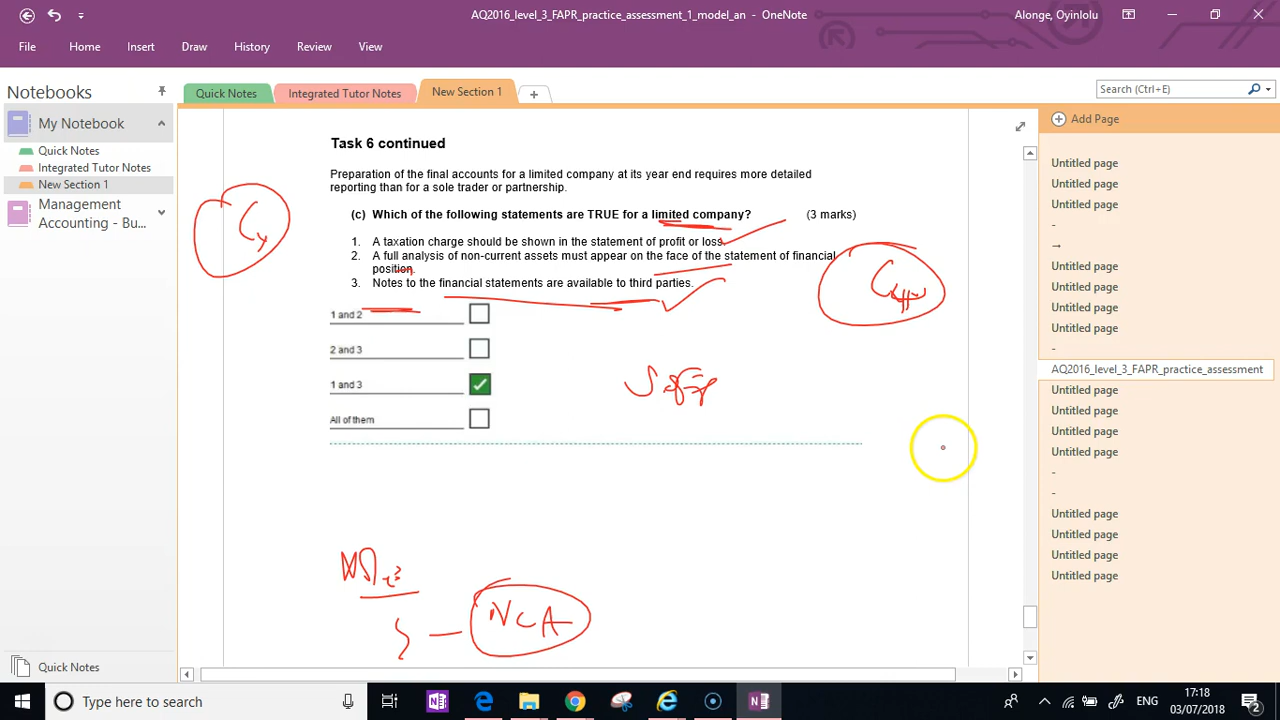 AQ2016_level_3_FAPR_practice_assessment_1_model_an - OneNote
Alonge, Oyinlolu
File Home Insert Draw History Review View
Notebooks
Quick Notes Integrated Tutor Notes New Section 1 +
Search (Ctrl+E)
My Notebook
Quick Notes
Integrated Tutor Notes
New Section 1
Management
Accounting - Bu...
Task 6 continued
Preparation of the final accounts for a limited company at its year end requires more detailed
reporting than for a sole trader or partnership.
(c) Which of the following statements are TRUE for a limited company? (3 marks)
1. A taxation charge should be shown in the statement of profit or loss.
2. A full analysis of non-current assets must appear on the face of the statement of financial
position.
3. Notes to the financial statements are available to third parties.
1 and 2
2 and 3
1 and 3
All of them
NCA
Add Page
Untitled page
Untitled page
Untitled page
-
→
Untitled page
Untitled page
Untitled page
Untitled page
-
AQ2016_level_3_FAPR_practice_assessment
Untitled page
Untitled page
Untitled page
Untitled page
-
-
Untitled page
Untitled page
Untitled page
Untitled page
Quick Notes
Type here to search
ENG
17:18
03/07/2018
2